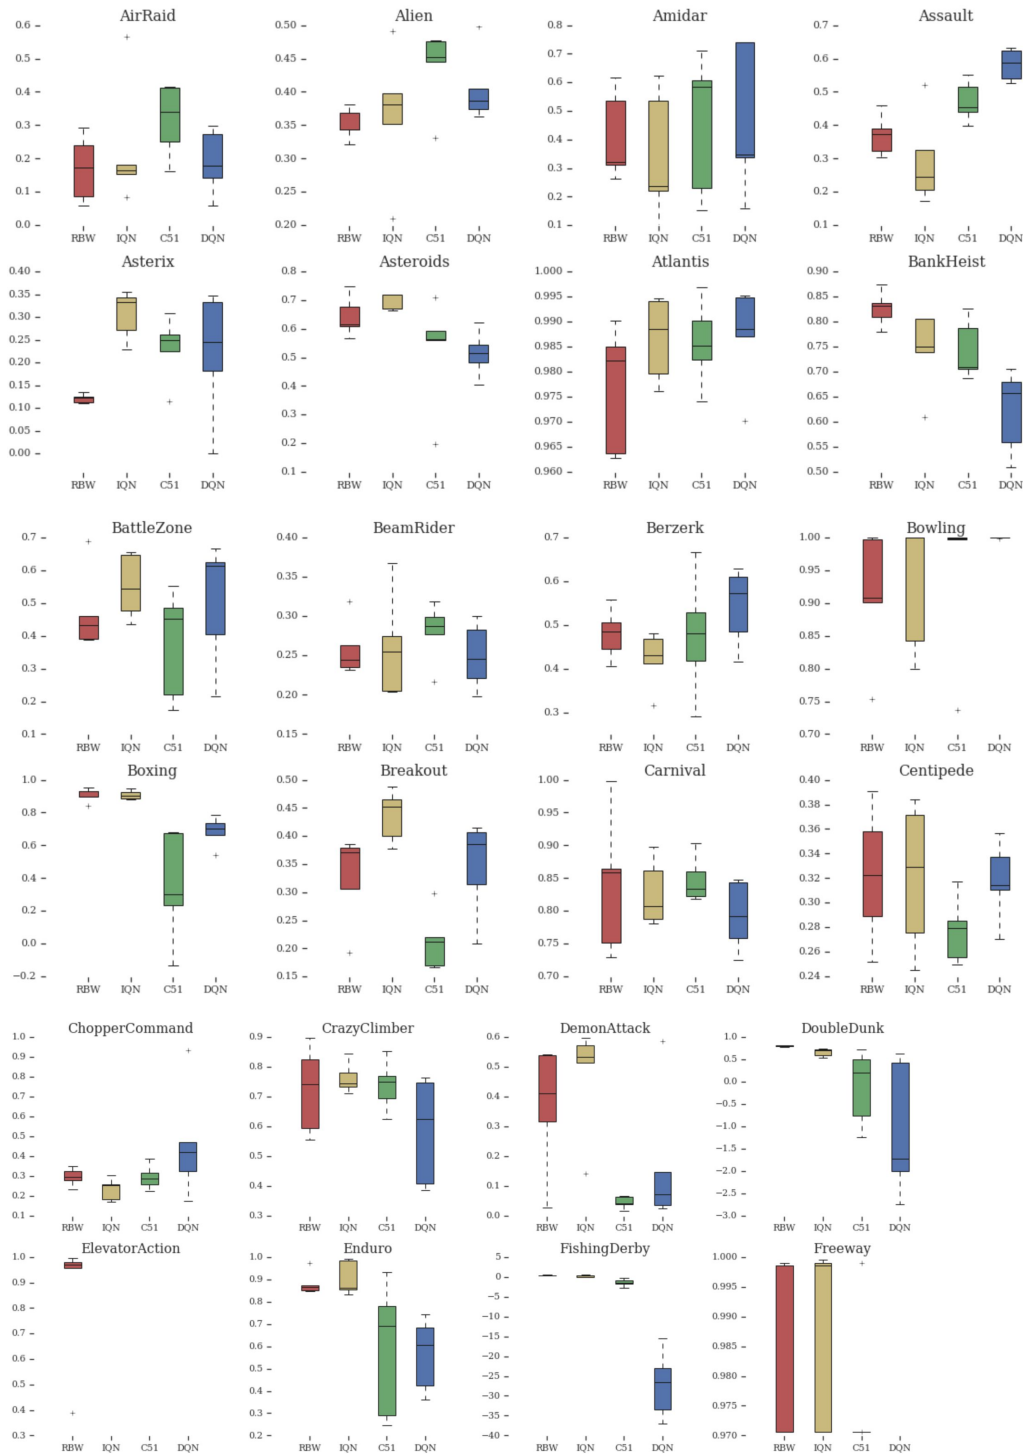 AirRaid Alien Amidar Assault
0.6 0.50 0.8 0.7
0.5 0.45 0.7 0.6
0.4 0.40 0.6 0.5
0.3 0.35 0.5 0.4
0.2 0.30 0.4 0.3
0.1 0.25 0.3 0.2
0.0 0.20 0.2 0.1
0.1
RBW IQN C51 DQN RBW IQN C51 DQN RBW IQN C51 DQN RBW IQN C51 DQN
Asterix Asteroids Atlantis BankHeist
0.40 0.8 1.000 0.90
0.35 0.7 0.995 0.85
0.30 0.6 0.990 0.80
0.25 0.5 0.985 0.75
0.20 0.4 0.980 0.70
0.15 0.3 0.975 0.65
0.10 0.2 0.970 0.60
0.05 0.1 0.965 0.55
0.00 0.960 0.50
RBW IQN C51 DQN RBW IQN C51 DQN RBW IQN C51 DQN RBW IQN C51 DQN
BattleZone BeamRider Berzerk Bowling
0.7 0.40 0.7 1.00
0.6 0.35 0.6 0.95
0.5 0.30 0.5 0.90
0.4 0.25 0.4 0.85
0.3 0.20 0.3 0.80
0.2 0.15 0.75
0.1 0.70
RBW IQN C51 DQN RBW IQN C51 DQN RBW IQN C51 DQN RBW IQN C51 DQN
Boxing Breakout Carnival Centipede
1.0 0.50 1.00 0.40
0.8 0.45 0.95 0.38
0.6 0.40 0.90 0.36
0.4 0.35 0.85 0.34
0.2 0.30 0.80 0.32
0.0 0.25 0.75 0.30
−0.2 0.20 0.70 0.28
0.15 0.26
0.24
RBW IQN C51 DQN RBW IQN C51 DQN RBW IQN C51 DQN RBW IQN C51 DQN
ChopperCommand CrazyClimber DemonAttack DoubleDunk
1.0 0.9 0.6 1.0
0.9 0.8 0.5 0.5
0.8 0.7 0.4 0.0
0.7 0.6 0.3 −0.5
0.6 0.5 0.2 −1.0
0.5 0.4 0.1 −1.5
0.4 0.3 0.0 −2.0
0.3 −2.5
0.2 −3.0
0.1
RBW IQN C51 DQN RBW IQN C51 DQN RBW IQN C51 DQN RBW IQN C51 DQN
ElevatorAction Enduro FishingDerby Freeway
1.0 1.0 5 1.000
0.9 0.9 0 0.995
0.8 0.8 −5 0.990
0.7 0.7 −10 0.985
0.6 0.6 −15 0.980
0.5 0.5 −20 0.975
0.4 0.4 −25 0.970
0.3 0.3 −30
0.2 −35
−40
RBW IQN C51 DQN RBW IQN C51 DQN RBW IQN C51 DQN RBW IQN C51 DQN